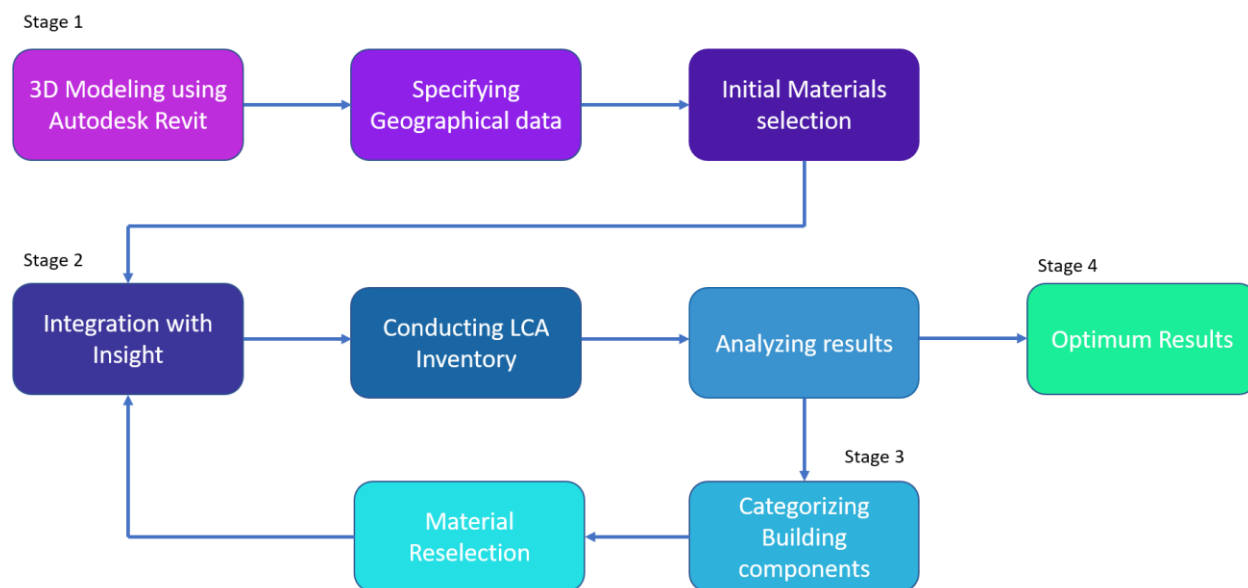 Stage 1
3D Modeling using
Autodesk Revit
Specifying
Geographical data
Initial Materials
selection
Stage 2
Integration with
Insight
Conducting LCA
Inventory
Analyzing results
Stage 4
Optimum Results
Stage 3
Categorizing
Building
components
Material
Reselection